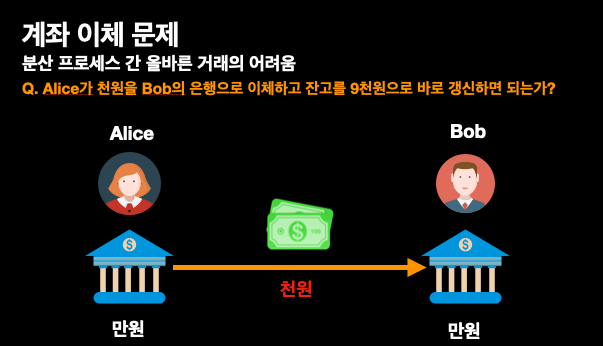 계좌 이체 문제
분산 프로세스 간 올바른 거래의 어려움
Q. Alice가 천원을 Bob의 은행으로 이체하고 잔고를 9천원으로 바로 갱신하면 되는가?
Alice
Bob
$
$
$
천원
만원
만원